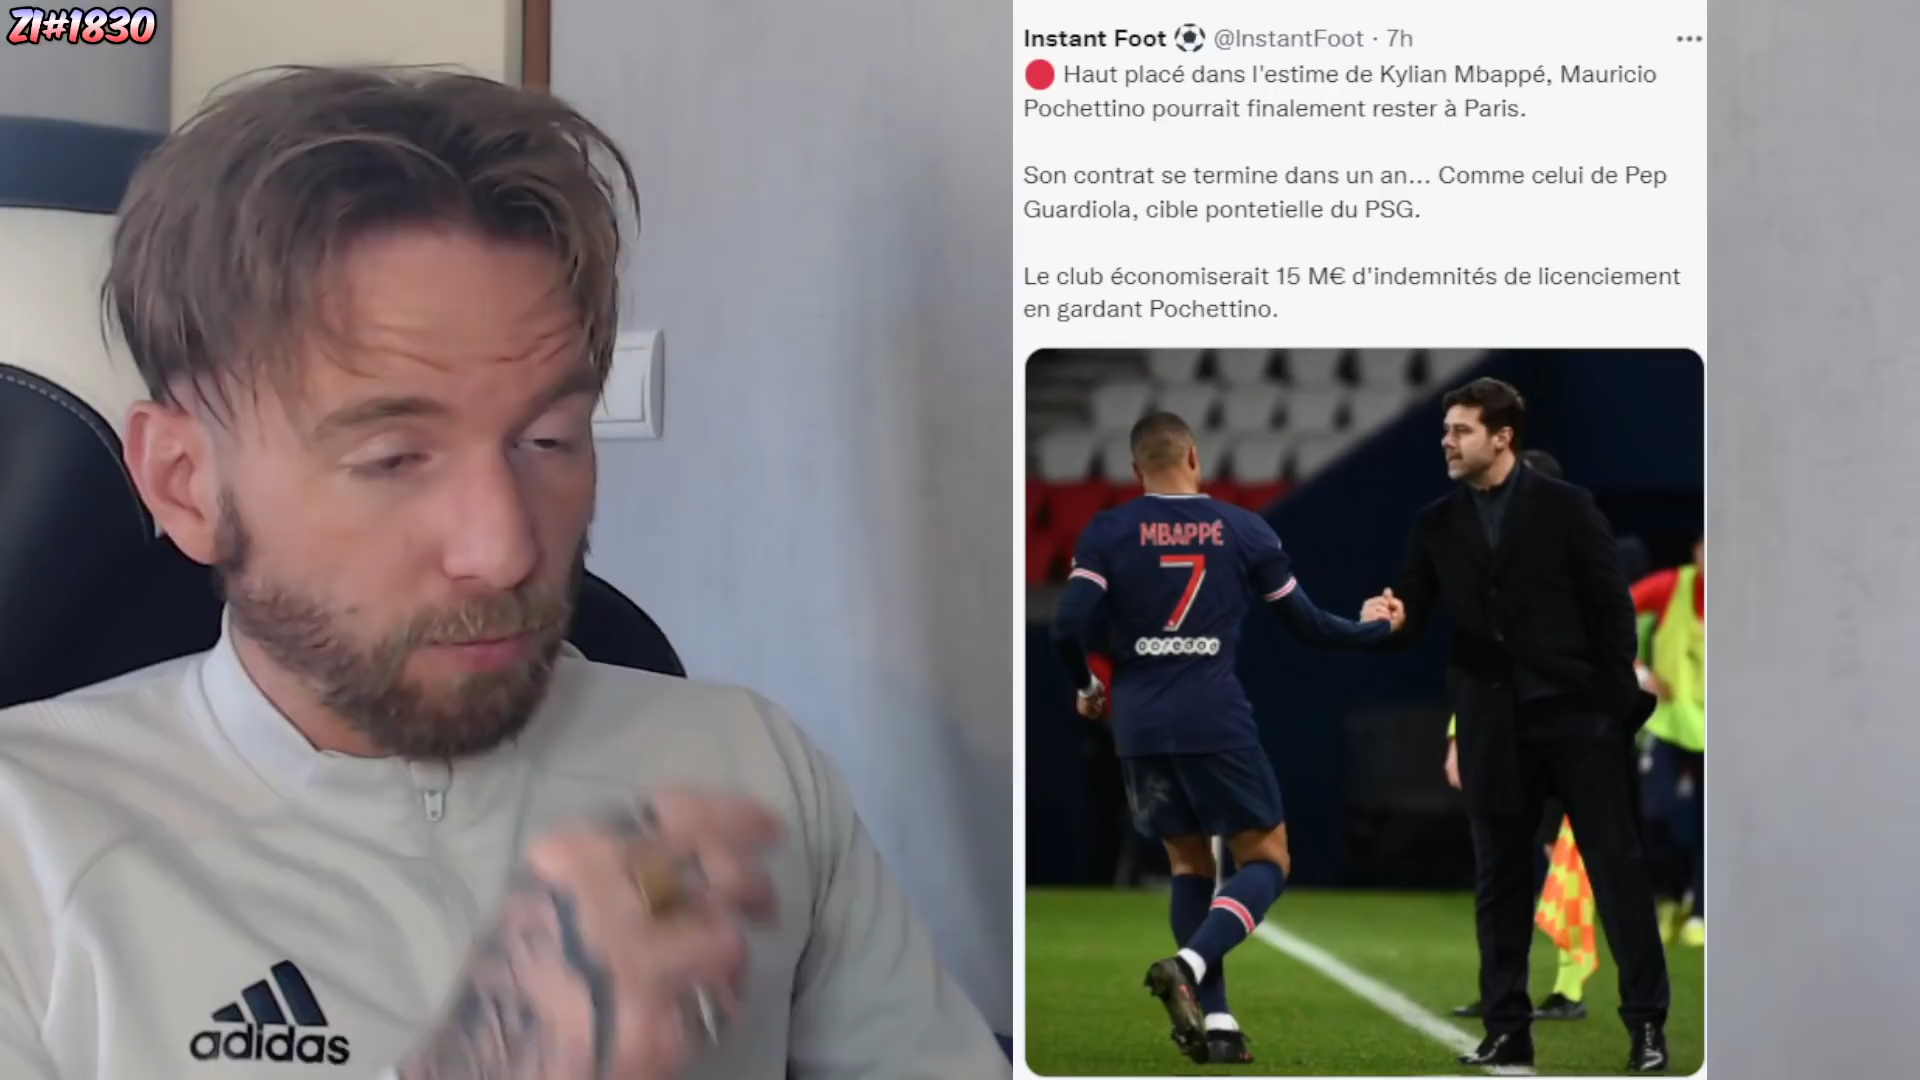 ZI#1830
Instant Foot ⚽ @InstantFoot · 7h
🔴 Haut placé dans l'estime de Kylian Mbappé, Mauricio
Pochettino pourrait finalement rester à Paris.
Son contrat se termine dans un an... Comme celui de Pep
Guardiola, cible pontetielle du PSG.
Le club économiserait 15 M€ d'indemnités de licenciement
en gardant Pochettino.
MBAPPÉ
7
ooredoo
adidas